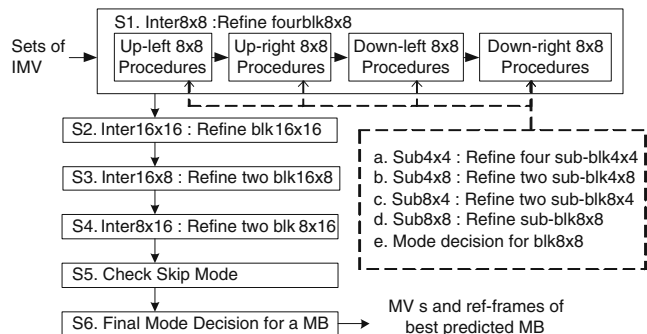 S1. Inter8x8 :Refine fourblk8x8
Sets of
IMV
Up-left 8x8
Procedures
Up-right 8x8
Procedures
Down-left 8x8
Procedures
Down-right 8x8
Procedures
S2. Inter16x16 : Refine blk16x16
S3. Inter16x8 : Refine two blk16x8
S4. Inter8x16 : Refine two blk 8x16
S5. Check Skip Mode
S6. Final Mode Decision for a MB
a. Sub4x4 : Refine four sub-blk4x4
b. Sub4x8 : Refine two sub-blk4x8
c. Sub8x4 : Refine two sub-blk8x4
d. Sub8x8 : Refine sub-blk8x8
e. Mode decision for blk8x8
MV s and ref-frames of
best predicted MB